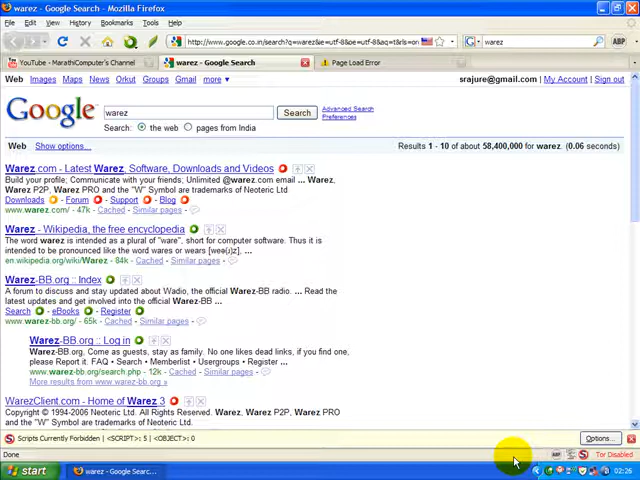 warez - Google Search - Mozilla Firefox
File Edit View History Bookmarks Tools Help
http://www.google.co.in/search?q=warez&ie=utf-8&oe=utf-8&aq=t&rls=or
warez
ABP
YouTube - MarathiComputer's Channel
warez - Google Search
Page Load Error
Web Images Maps News Orkut Groups Gmail more ▼
srajure@gmail.com | My Account | Sign out
Google
warez
Search
Advanced Search
Preferences
Search: the web pages from India
Web Show options...
Results 1 - 10 of about 58,400,000 for warez. (0.06 seconds)
Warez.com - Latest Warez, Software, Downloads and Videos
Build your profile; Communicate with your friends; Unlimited @warez.com email ... Warez,
Warez P2P, Warez PRO and the "W" Symbol are trademarks of Neoteric Ltd
Downloads - Forum - Support - Blog
www.warez.com/ - 47k - Cached - Similar pages -
Warez - Wikipedia, the free encyclopedia
The word warez is intended as a plural of "ware", short for computer software. Thus it is
intended to be pronounced like the word wares or wears ...
en.wikipedia.org/wiki/Warez - 84k - Cached - Similar pages -
Warez-BB.org :: Index
A forum to discuss and stay updated about Wadio, the official Warez-BB radio. ... Read the
latest updates and get involved into the official Warez-BB ...
Search - eBooks - Register
www.warez-bb.org/ - 65k - Cached - Similar pages -
Warez-BB.org :: Log in
Warez-BB.org, Come as guests, stay as family. No one likes dead links, if you find one,
please Report it. FAQ • Search • Memberlist • Usergroups • Register ...
www.warez-bb.org/search.php - 12k - Cached - Similar pages -
More results from www.warez-bb.org »
WarezClient.com - Home of Warez 3
Copyright © 1994-2006 Neoteric Ltd. All Rights Reserved. Warez, Warez P2P, Warez PRO
and the "W" Symbol are trademarks of Neoteric Ltd.
Scripts Currently Forbidden | <SCRIPT>: 5 | <OBJECT>: 0
Options...
Done
ABP
Tor Disabled
start
warez - Google Searc...
02:26